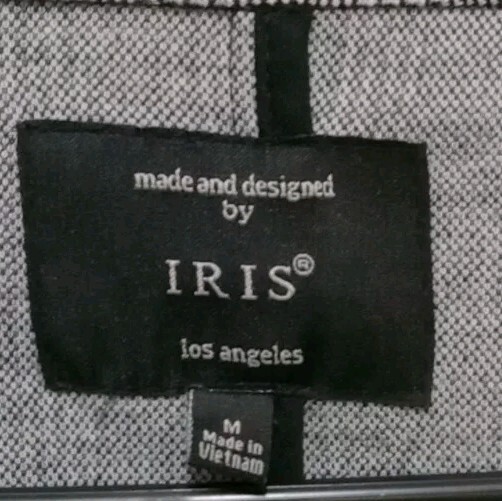 made and designed
by
IRIS®
los angeles
M
Made in
Vietnam